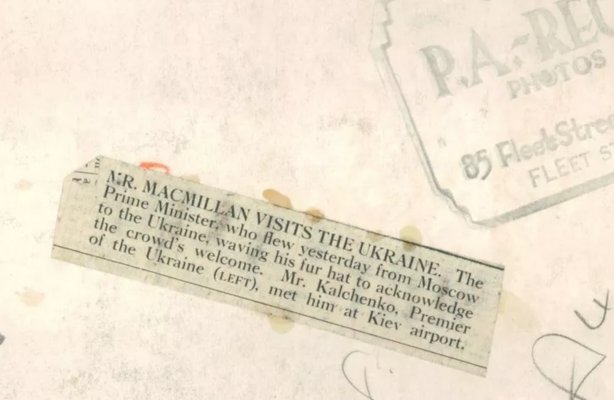 P.A.-REU
PHOTOS
85 Fleet Stre
FLEET ST
MR. MACMILLAN VISITS THE UKRAINE. The
Prime Minister, who flew yesterday from Moscow
to the Ukraine, waving his fur hat to acknowledge
the crowd's welcome. Mr. Kalchenko, Premier
of the Ukraine (LEFT), met him at Kiev airport.